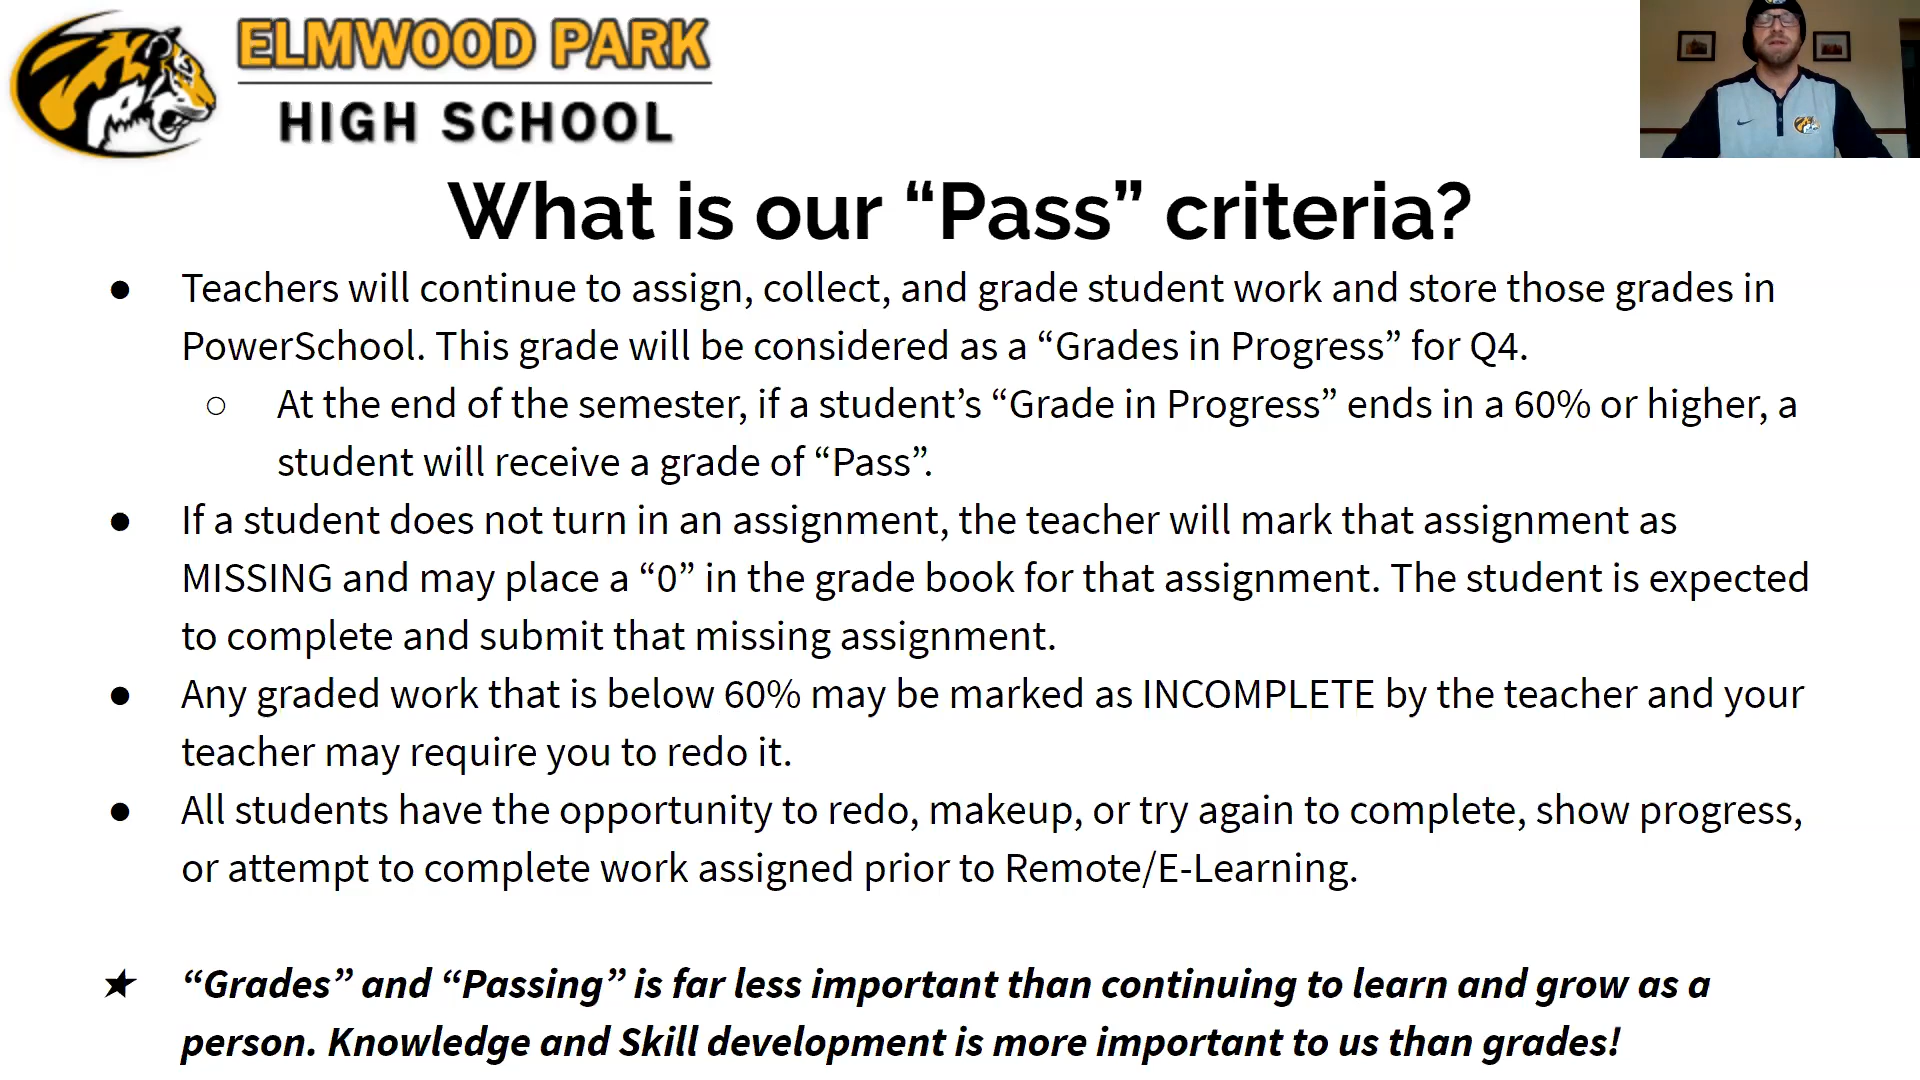 ELMWOOD PARK
HIGH SCHOOL
What is our “Pass” criteria?
● Teachers will continue to assign, collect, and grade student work and store those grades in
PowerSchool. This grade will be considered as a “Grades in Progress” for Q4.
○ At the end of the semester, if a student’s “Grade in Progress” ends in a 60% or higher, a
student will receive a grade of “Pass”.
● If a student does not turn in an assignment, the teacher will mark that assignment as
MISSING and may place a “0” in the grade book for that assignment. The student is expected
to complete and submit that missing assignment.
● Any graded work that is below 60% may be marked as INCOMPLETE by the teacher and your
teacher may require you to redo it.
● All students have the opportunity to redo, makeup, or try again to complete, show progress,
or attempt to complete work assigned prior to Remote/E-Learning.
★ “Grades” and “Passing” is far less important than continuing to learn and grow as a
person. Knowledge and Skill development is more important to us than grades!